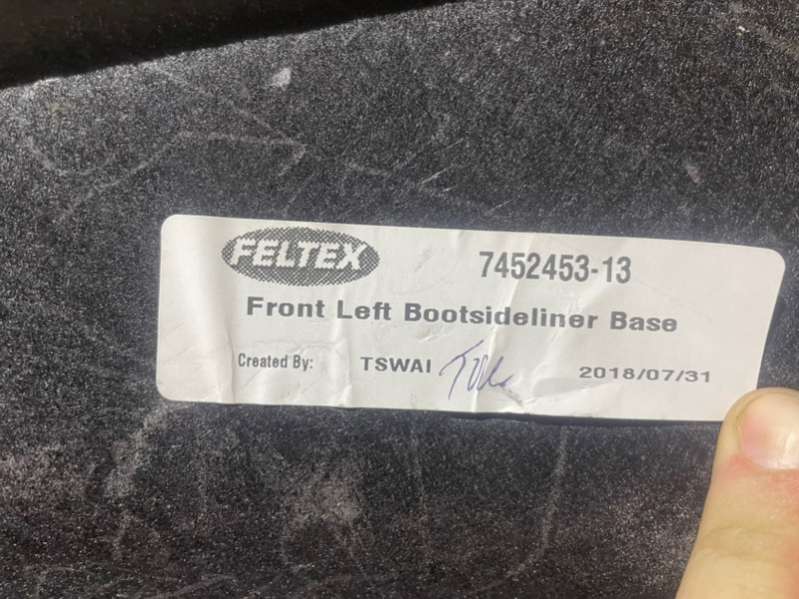 FELTEX 7452453-13
Front Left Bootsideliner Base
Created By: TSWAI 2018/07/31